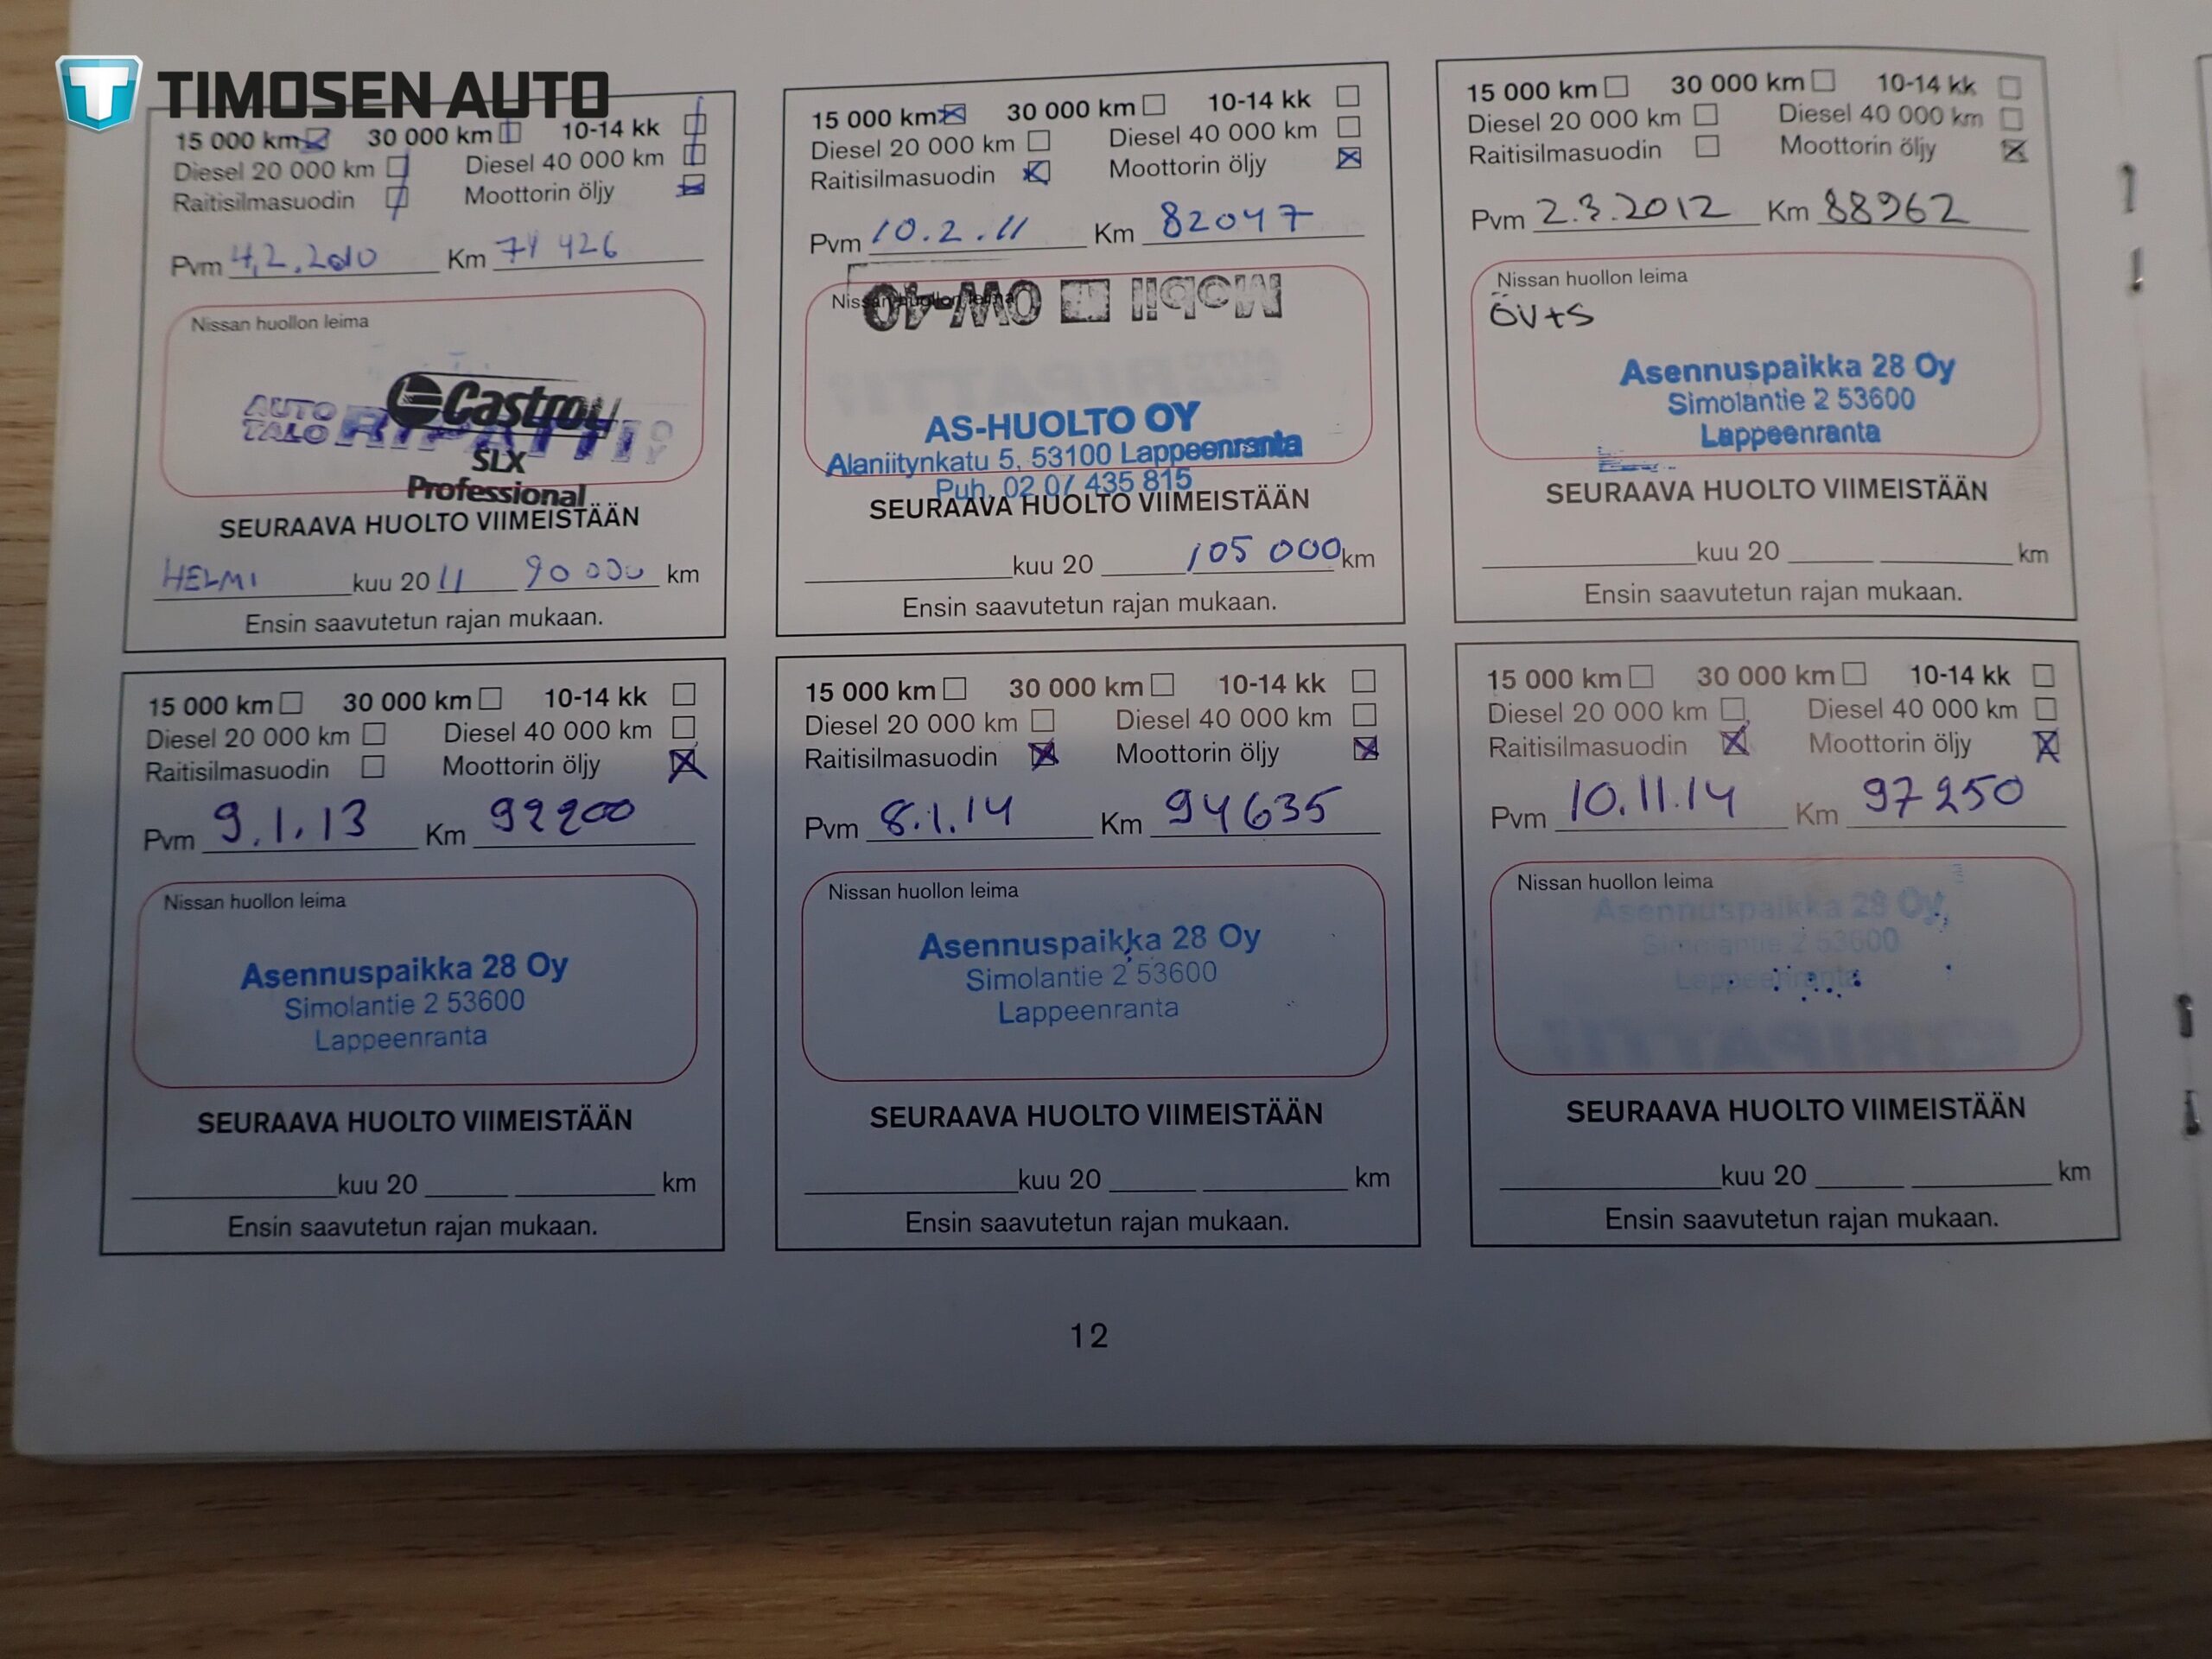 TIMOSEN AUTO
15 000 km 30 000 km 10-14 kk
Diesel 20 000 km Diesel 40 000 km
Raitisilmasuodin Moottorin öljy
Pvm 4.2.2010 Km 74 426
Nissan huollon leima
AUTO TALO RIPATTI OY
Castrol
SLX
Professional
SEURAAVA HUOLTO VIIMEISTÄÄN
HELMI kuu 20 11 90 000 km
Ensin saavutetun rajan mukaan.
15 000 km 30 000 km 10-14 kk
Diesel 20 000 km Diesel 40 000 km
Raitisilmasuodin Moottorin öljy
Pvm 10.2.11 Km 82047
Nissan huollon leima
Mobil 1 0W-40
AS-HUOLTO OY
Alaniitynkatu 5, 53100 Lappeenranta
Puh. 02 07 435 815
SEURAAVA HUOLTO VIIMEISTÄÄN
kuu 20 105 000 km
Ensin saavutetun rajan mukaan.
15 000 km 30 000 km 10-14 kk
Diesel 20 000 km Diesel 40 000 km
Raitisilmasuodin Moottorin öljy
Pvm 2.3.2012 Km 88962
Nissan huollon leima
ÖV+S
Asennuspaikka 28 Oy
Simolantie 2 53600
Lappeenranta
SEURAAVA HUOLTO VIIMEISTÄÄN
kuu 20 km
Ensin saavutetun rajan mukaan.
15 000 km 30 000 km 10-14 kk
Diesel 20 000 km Diesel 40 000 km
Raitisilmasuodin Moottorin öljy
Pvm 9.1.13 Km 92200
Nissan huollon leima
Asennuspaikka 28 Oy
Simolantie 2 53600
Lappeenranta
SEURAAVA HUOLTO VIIMEISTÄÄN
kuu 20 km
Ensin saavutetun rajan mukaan.
15 000 km 30 000 km 10-14 kk
Diesel 20 000 km Diesel 40 000 km
Raitisilmasuodin Moottorin öljy
Pvm 8.1.14 Km 94635
Nissan huollon leima
Asennuspaikka 28 Oy
Simolantie 2 53600
Lappeenranta
SEURAAVA HUOLTO VIIMEISTÄÄN
kuu 20 km
Ensin saavutetun rajan mukaan.
15 000 km 30 000 km 10-14 kk
Diesel 20 000 km Diesel 40 000 km
Raitisilmasuodin Moottorin öljy
Pvm 10.11.14 Km 97250
Nissan huollon leima
Asennuspaikka 28 Oy
Simolantie 2 53600
Lappeenranta
SEURAAVA HUOLTO VIIMEISTÄÄN
kuu 20 km
Ensin saavutetun rajan mukaan.
12